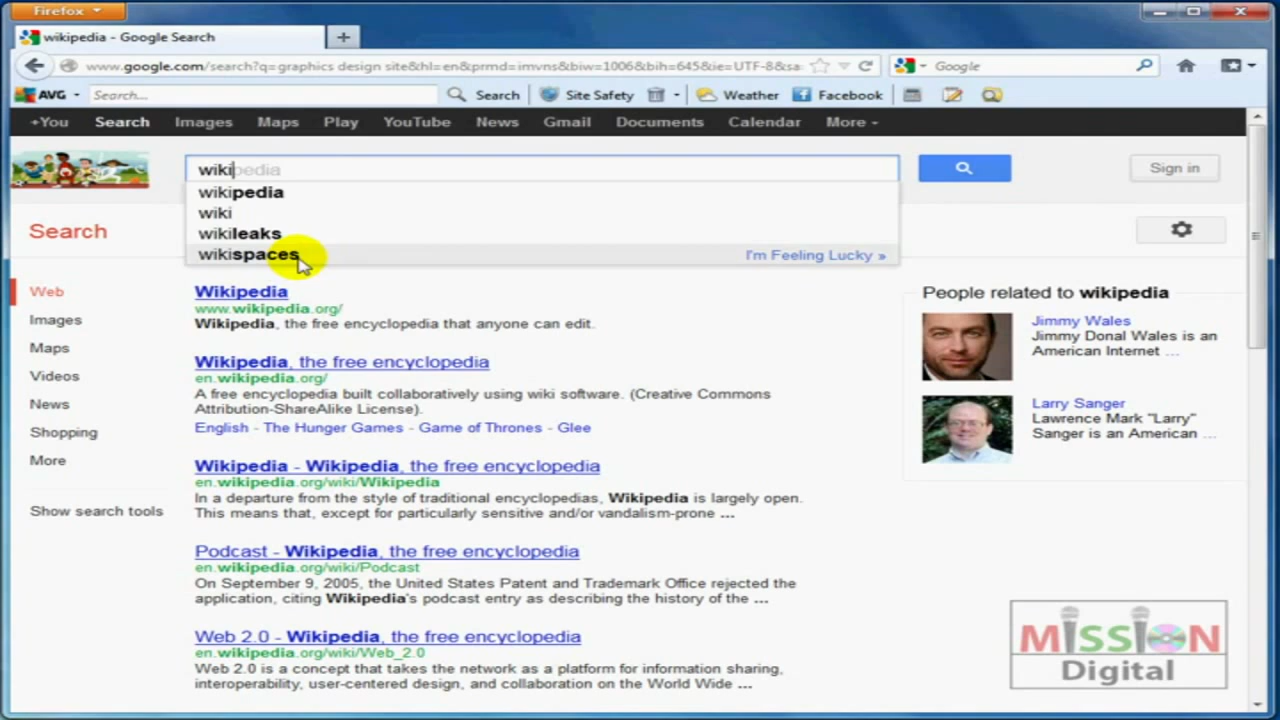 Firefox
wikipedia - Google Search
www.google.com/search?q=graphics design site&hl=en&prmd=imvns&biw=1006&bih=645&ie=UTF-8&sa
Google
AVG Search... Search Site Safety Weather Facebook
+You Search Images Maps Play YouTube News Gmail Documents Calendar More
wikipedia
Sign in
wikipedia
wiki
wikileaks
wikispaces I'm Feeling Lucky »
Search
Web
Images
Maps
Videos
News
Shopping
More
Show search tools
Wikipedia
www.wikipedia.org/
Wikipedia, the free encyclopedia that anyone can edit.
Wikipedia, the free encyclopedia
en.wikipedia.org/
A free encyclopedia built collaboratively using wiki software. (Creative Commons
Attribution-ShareAlike License).
English - The Hunger Games - Game of Thrones - Glee
Wikipedia - Wikipedia, the free encyclopedia
en.wikipedia.org/wiki/Wikipedia
In a departure from the style of traditional encyclopedias, Wikipedia is largely open.
This means that, except for particularly sensitive and/or vandalism-prone ...
Podcast - Wikipedia, the free encyclopedia
en.wikipedia.org/wiki/Podcast
On September 9, 2005, the United States Patent and Trademark Office rejected the
application, citing Wikipedia's podcast entry as describing the history of the ...
Web 2.0 - Wikipedia, the free encyclopedia
en.wikipedia.org/wiki/Web_2.0
Web 2.0 is a concept that takes the network as a platform for information sharing,
interoperability, user-centered design, and collaboration on the World Wide ...
People related to wikipedia
Jimmy Wales
Jimmy Donal Wales is an
American Internet ...
Larry Sanger
Lawrence Mark "Larry"
Sanger is an American ...
MISSION
Digital